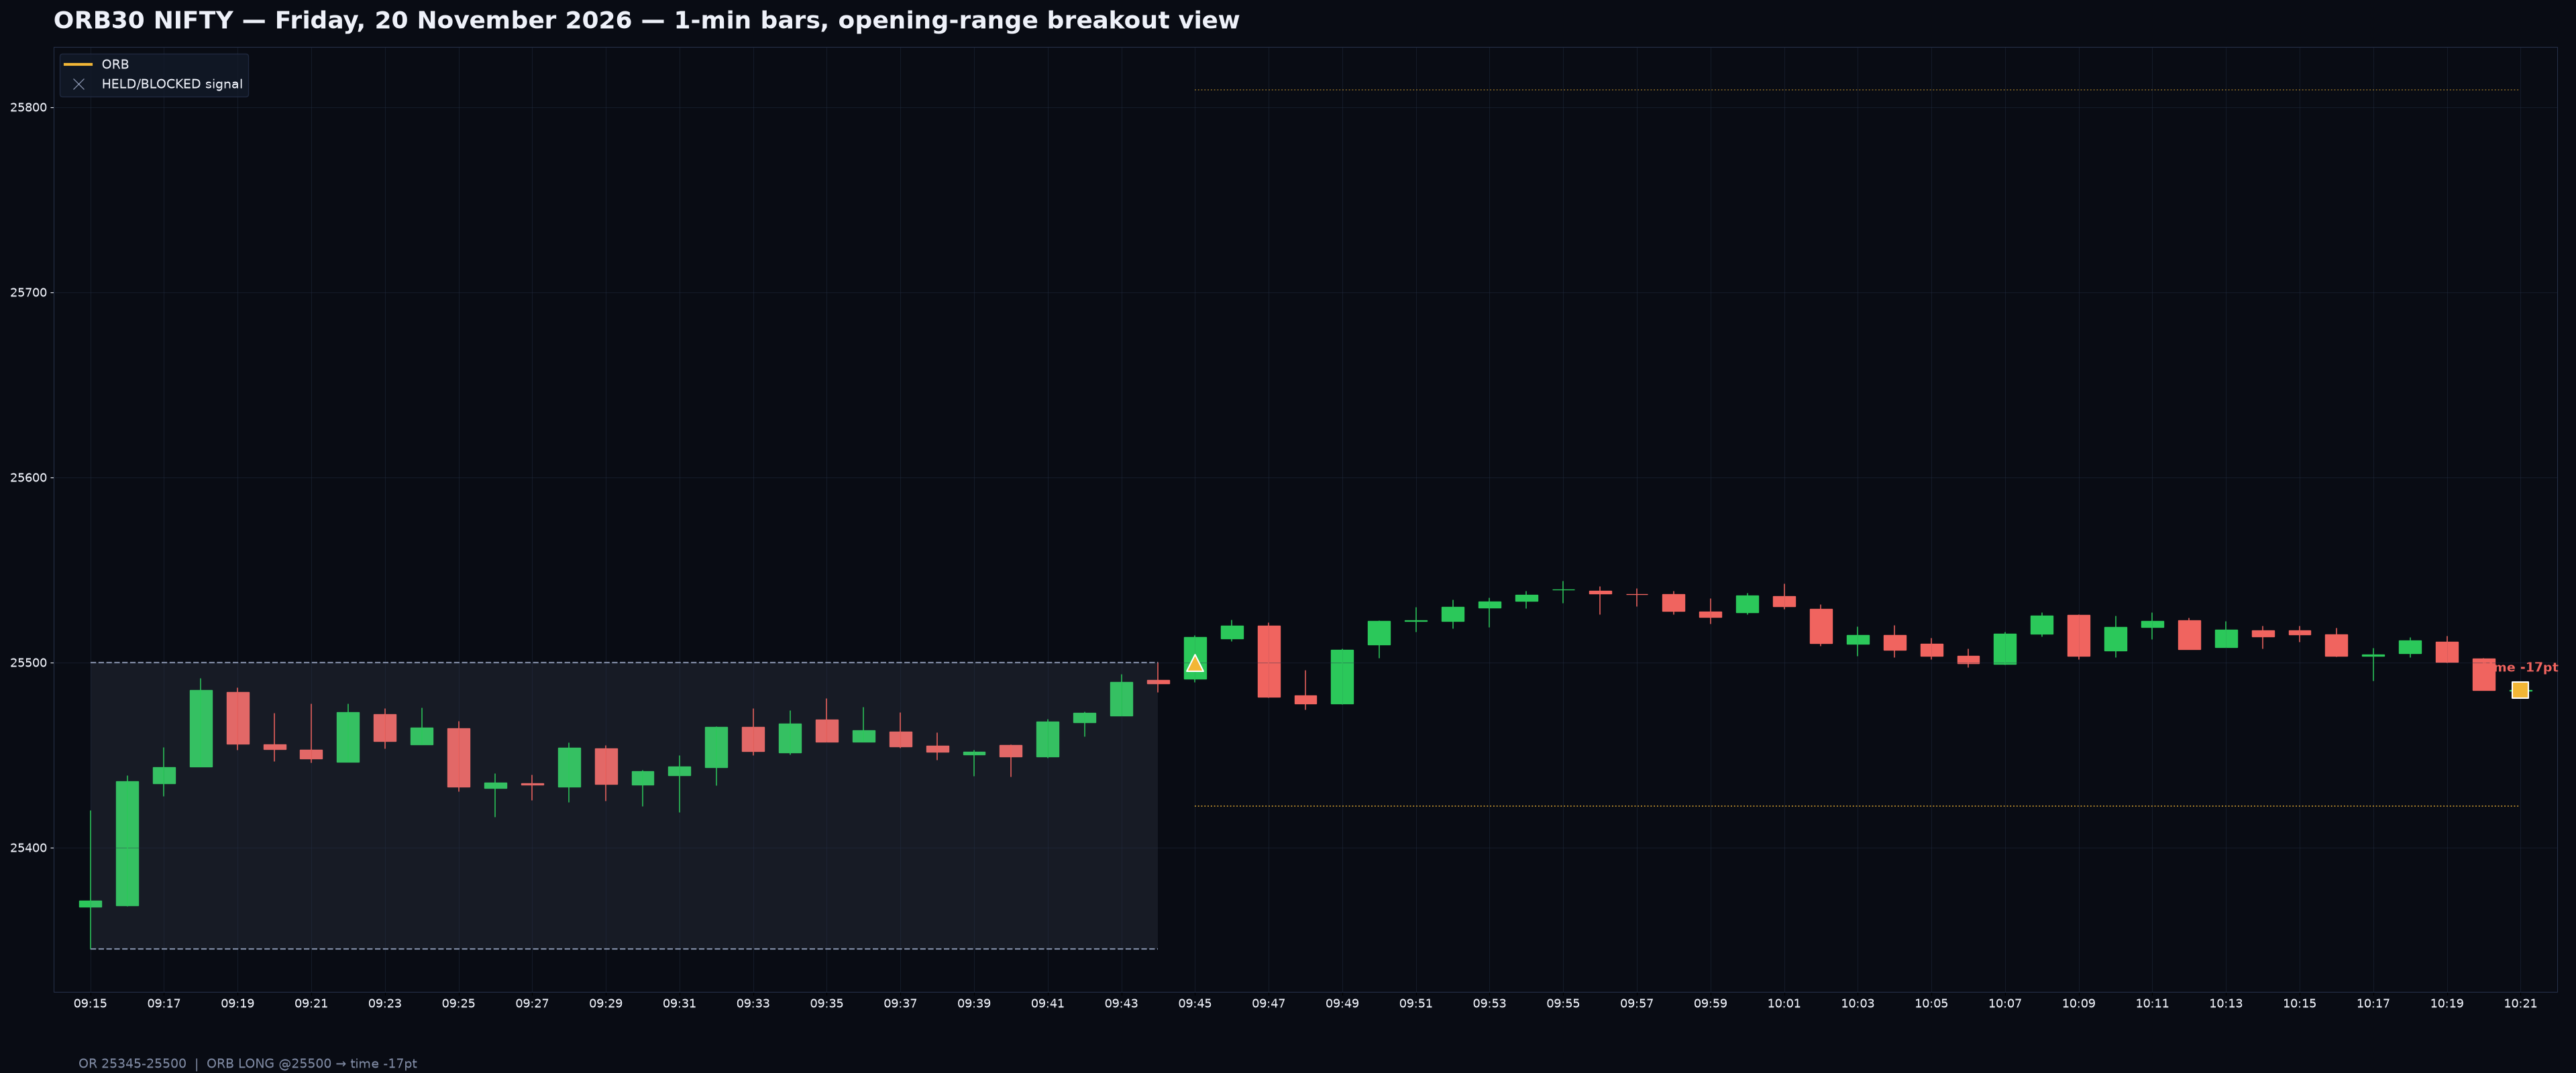 ORB30 NIFTY — Friday, 20 November 2026 — 1-min bars, opening-range breakout view
ORB
HELD/BLOCKED signal
25800
25700
25600
25500
25400
me -17pt
09:15 09:17 09:19 09:21 09:23 09:25 09:27 09:29 09:31 09:33 09:35 09:37 09:39 09:41 09:43 09:45 09:47 09:49 09:51 09:53 09:55 09:57 09:59 10:01 10:03 10:05 10:07 10:09 10:11 10:13 10:15 10:17 10:19 10:21
OR 25345-25500 | ORB LONG @25500 → time -17pt